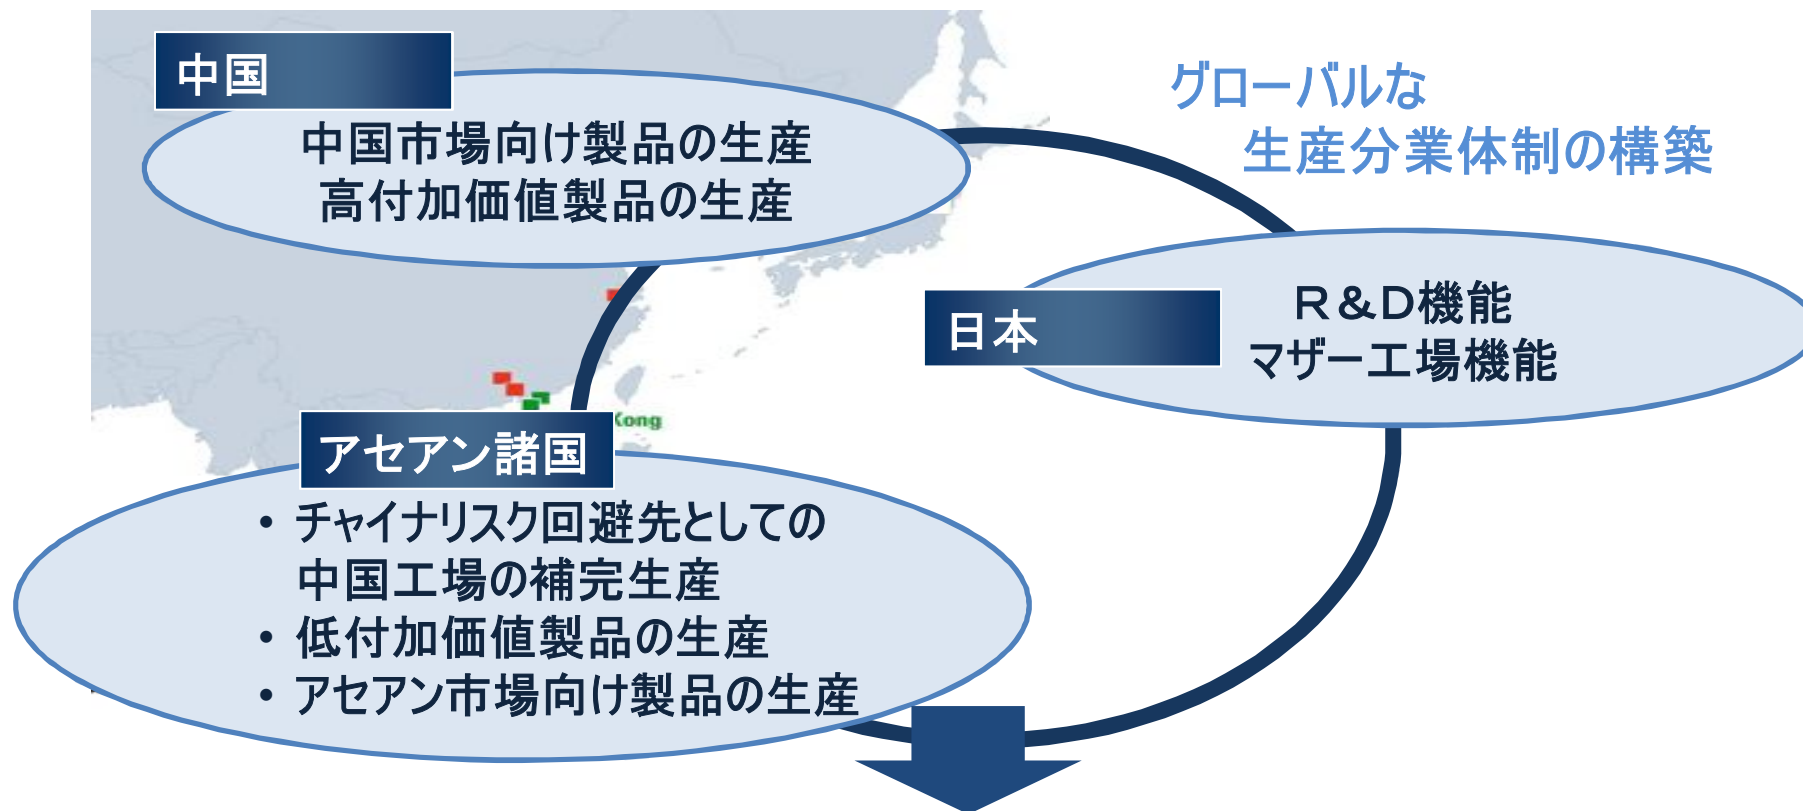 中国
中国市場向け製品の生産
高付加価値製品の生産
グローバルな
生産分業体制の構築
日本
R&D機能
マザー工場機能
Kong
アセアン諸国
• チャイナリスク回避先としての
中国工場の補完生産
• 低付加価値製品の生産
• アセアン市場向け製品の生産